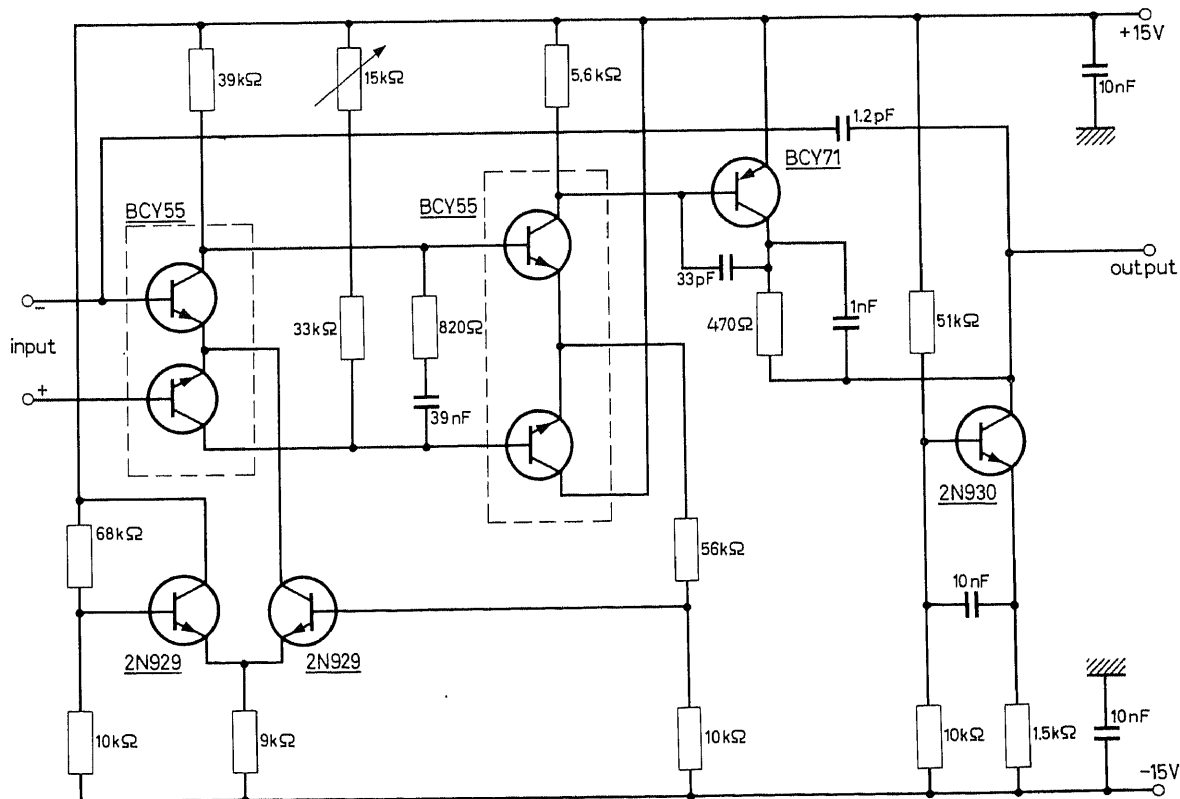 +15V
39kΩ
15kΩ
5,6kΩ
10nF
1.2pF
BCY71
BCY55
BCY55
output
33pF
1nF
−
33kΩ
820Ω
470Ω
51kΩ
input
+
39nF
2N930
68kΩ
56kΩ
10nF
2N929
2N929
10kΩ
9kΩ
10kΩ
10kΩ
1.5kΩ
10nF
−15V